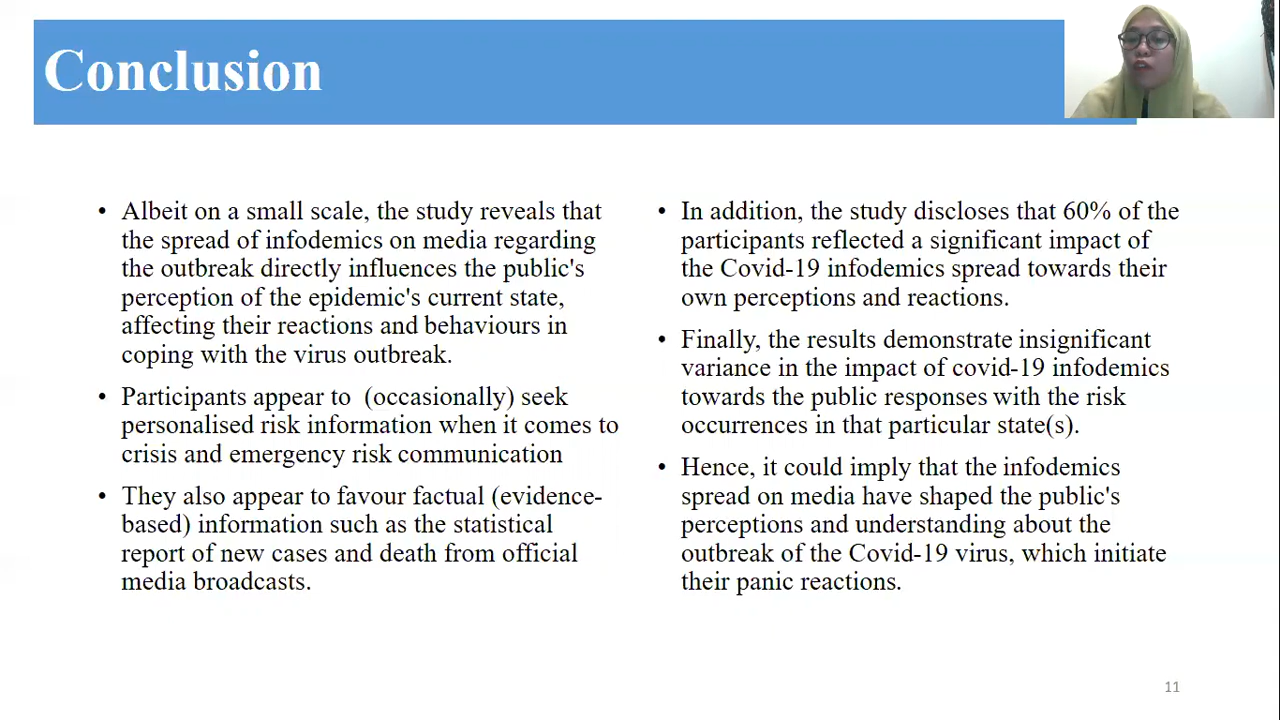 Conclusion
• Albeit on a small scale, the study reveals that
the spread of infodemics on media regarding
the outbreak directly influences the public's
perception of the epidemic's current state,
affecting their reactions and behaviours in
coping with the virus outbreak.
• Participants appear to  (occasionally) seek
personalised risk information when it comes to
crisis and emergency risk communication
• They also appear to favour factual (evidence-
based) information such as the statistical
report of new cases and death from official
media broadcasts.
• In addition, the study discloses that 60% of the
participants reflected a significant impact of
the Covid-19 infodemics spread towards their
own perceptions and reactions.
• Finally, the results demonstrate insignificant
variance in the impact of covid-19 infodemics
towards the public responses with the risk
occurrences in that particular state(s).
• Hence, it could imply that the infodemics
spread on media have shaped the public's
perceptions and understanding about the
outbreak of the Covid-19 virus, which initiate
their panic reactions.
11